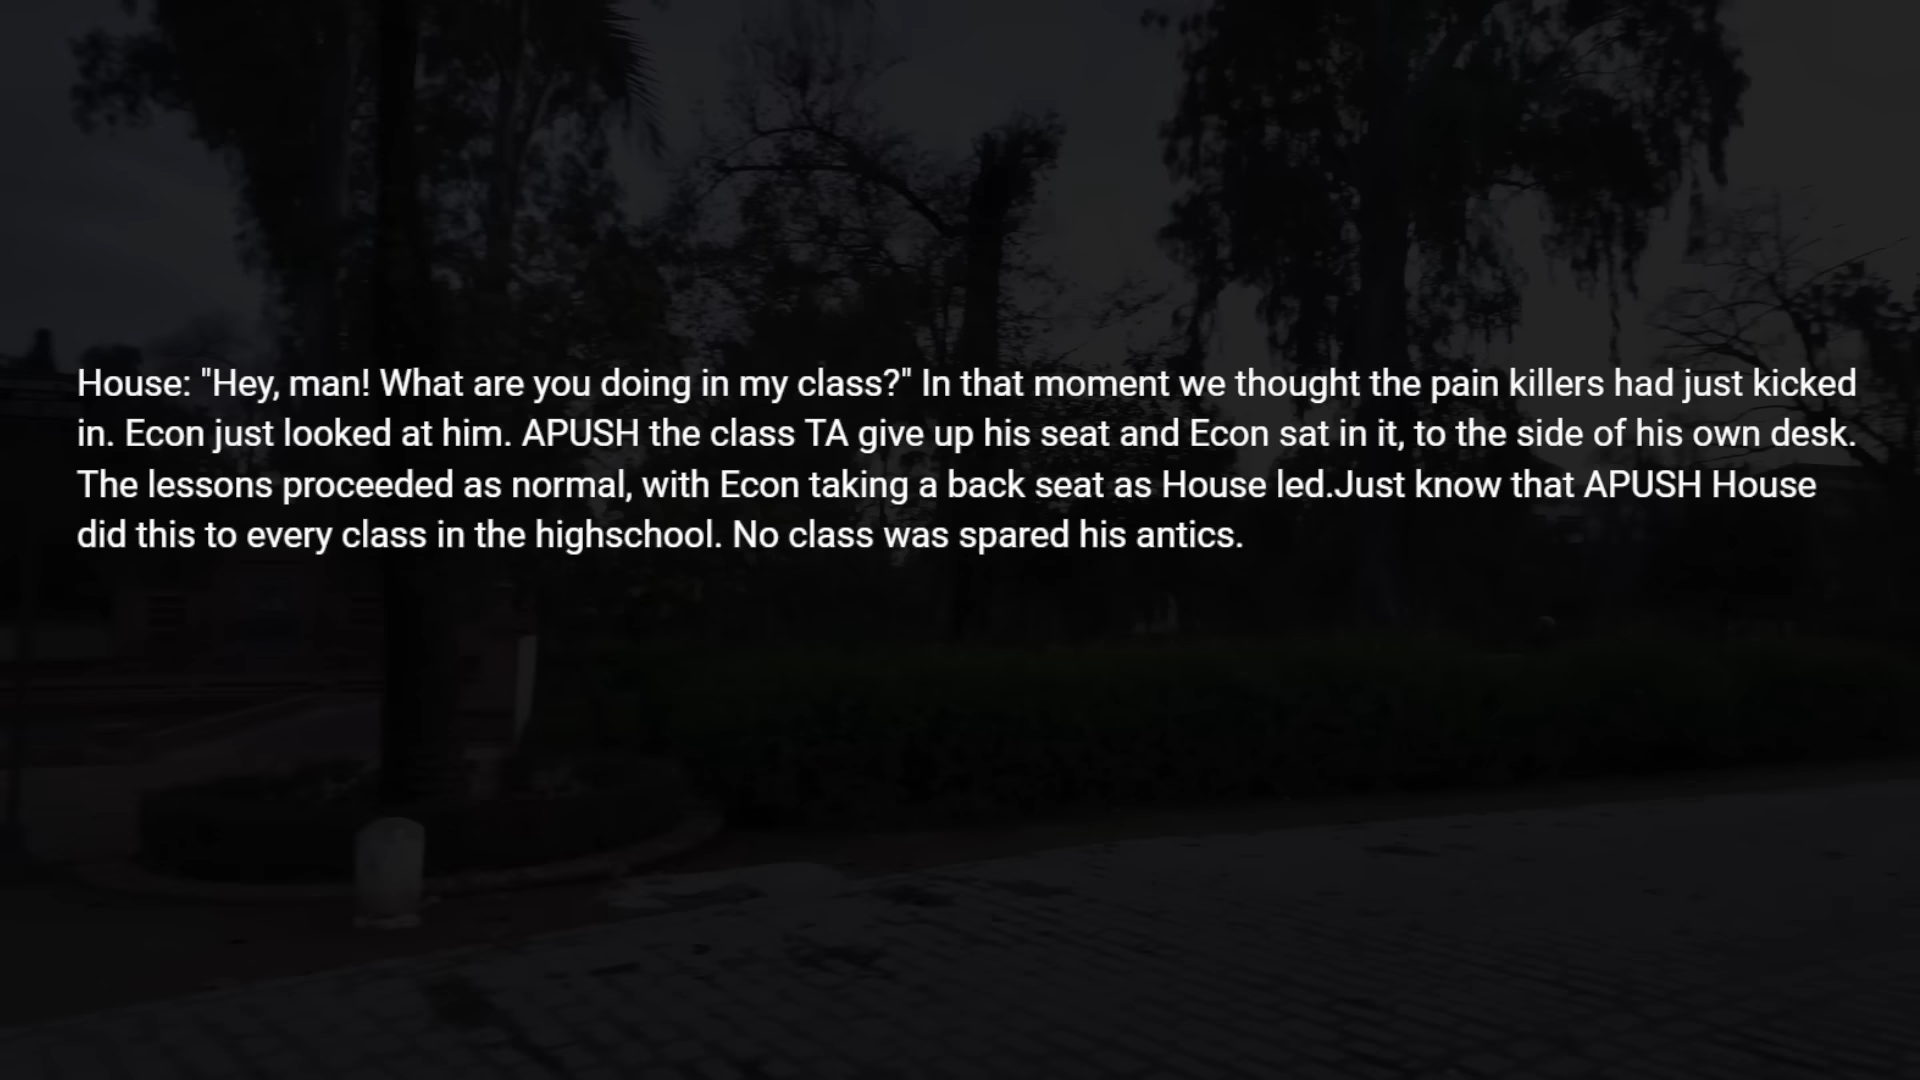 House: "Hey, man! What are you doing in my class?" In that moment we thought the pain killers had just kicked
in. Econ just looked at him. APUSH the class TA give up his seat and Econ sat in it, to the side of his own desk.
The lessons proceeded as normal, with Econ taking a back seat as House led.Just know that APUSH House
did this to every class in the highschool. No class was spared his antics.